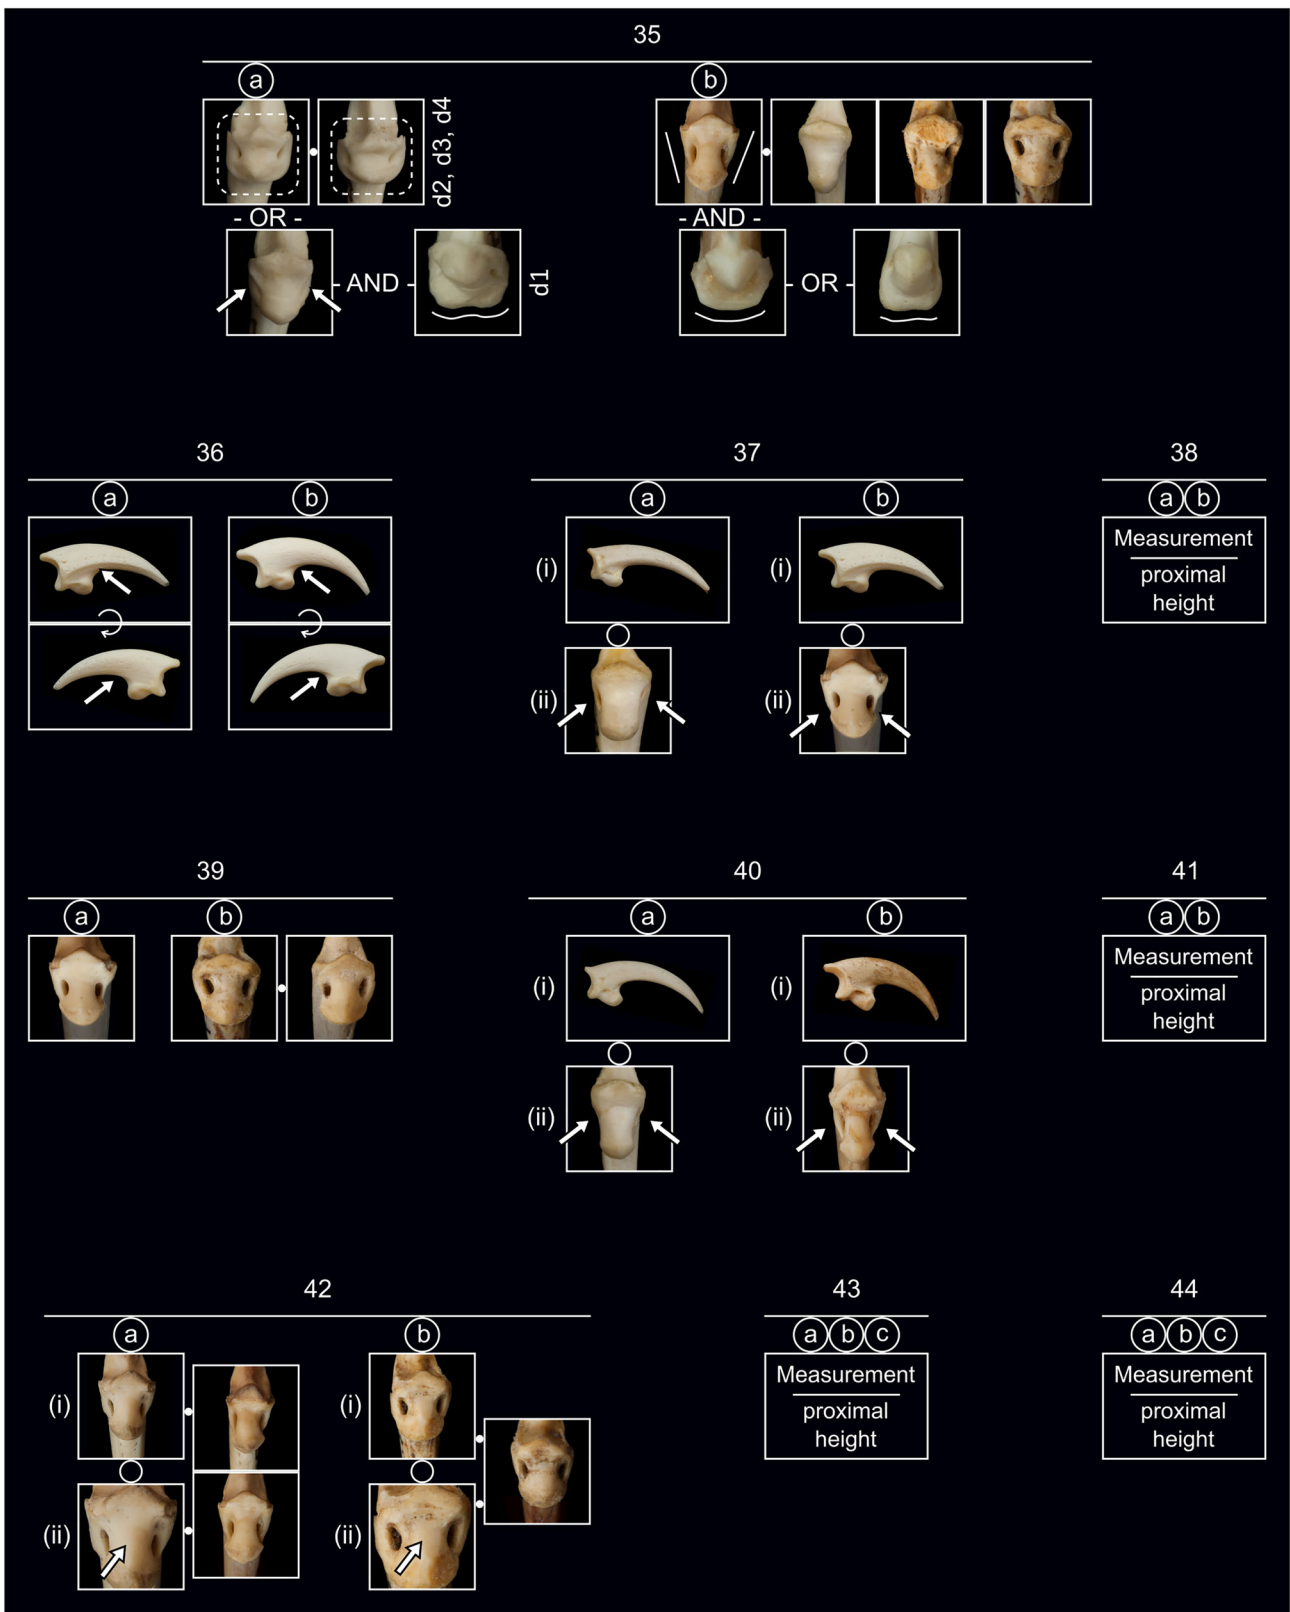 35
a
b
d2, d3, d4
- OR -
- AND -
- AND -
d1
- OR -
36
37
38
a
b
a
b
a b
(i)
(i)
Measurement
proximal
height
(ii)
(ii)
39
40
41
a
b
a
b
a b
(i)
(i)
Measurement
proximal
height
(ii)
(ii)
42
43
44
a
b
a b c
a b c
(i)
(i)
Measurement
proximal
height
Measurement
proximal
height
(ii)
(ii)